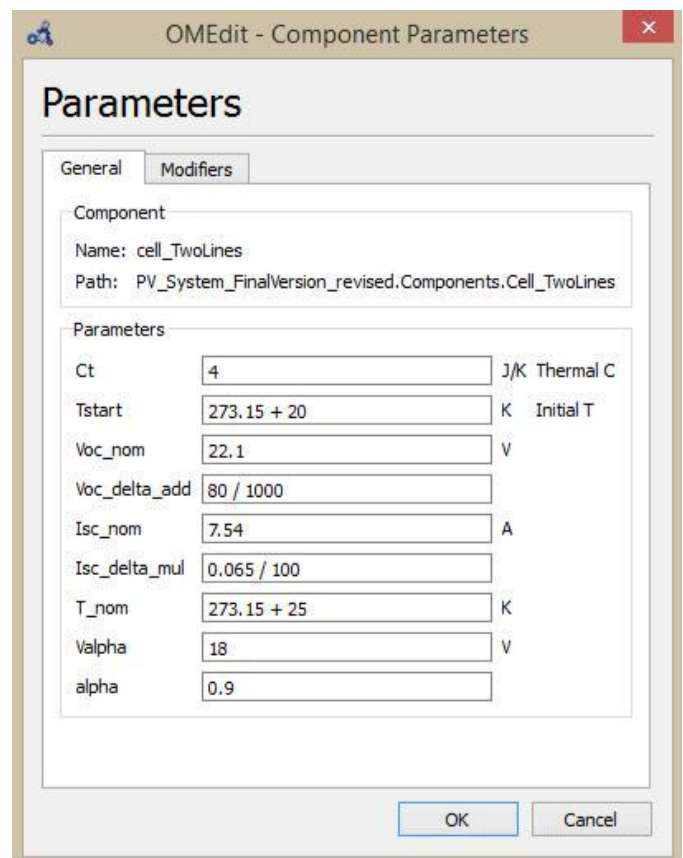 OMEdit - Component Parameters
Parameters
General Modifiers
Component
Name: cell_TwoLines
Path: PV_System_FinalVersion_revised.Components.Cell_TwoLines
Parameters
Ct 4 J/K Thermal C
Tstart 273.15 + 20 K Initial T
Voc_nom 22.1 V
Voc_delta_add 80 / 1000
Isc_nom 7.54 A
Isc_delta_mul 0.065 / 100
T_nom 273.15 + 25 K
Valpha 18 V
alpha 0.9
OK Cancel